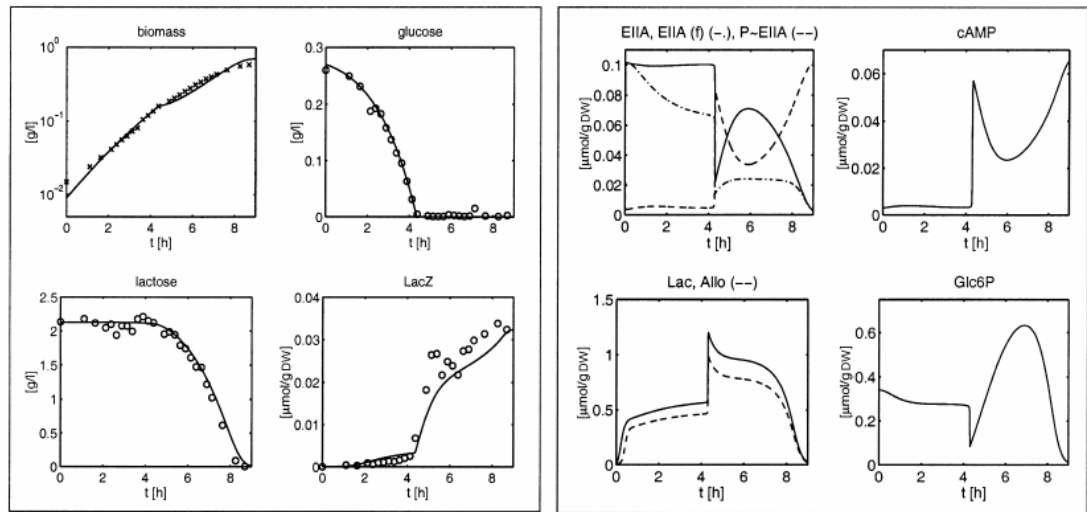 biomass
10^0
10^-1
10^-2
[g/l]
0 2 4 6 8
t [h]
glucose
0.3
0.2
0.1
0
[g/l]
0 2 4 6 8
t [h]
lactose
2.5
2
1.5
1
0.5
0
[g/l]
0 2 4 6 8
t [h]
LacZ
0.04
0.03
0.02
0.01
0
[μmol/g DW]
0 2 4 6 8
t [h]
EIIA, EIIA (f) (-.), P~EIIA (--)
0.1
0.08
0.06
0.04
0.02
0
[μmol/g DW]
0 2 4 6 8
t [h]
cAMP
0.06
0.04
0.02
0
[μmol/g DW]
0 2 4 6 8
t [h]
Lac, Allo (--)
1.5
1
0.5
0
[μmol/g DW]
0 2 4 6 8
t [h]
Glc6P
0.6
0.4
0.2
0
[μmol/g DW]
0 2 4 6 8
t [h]